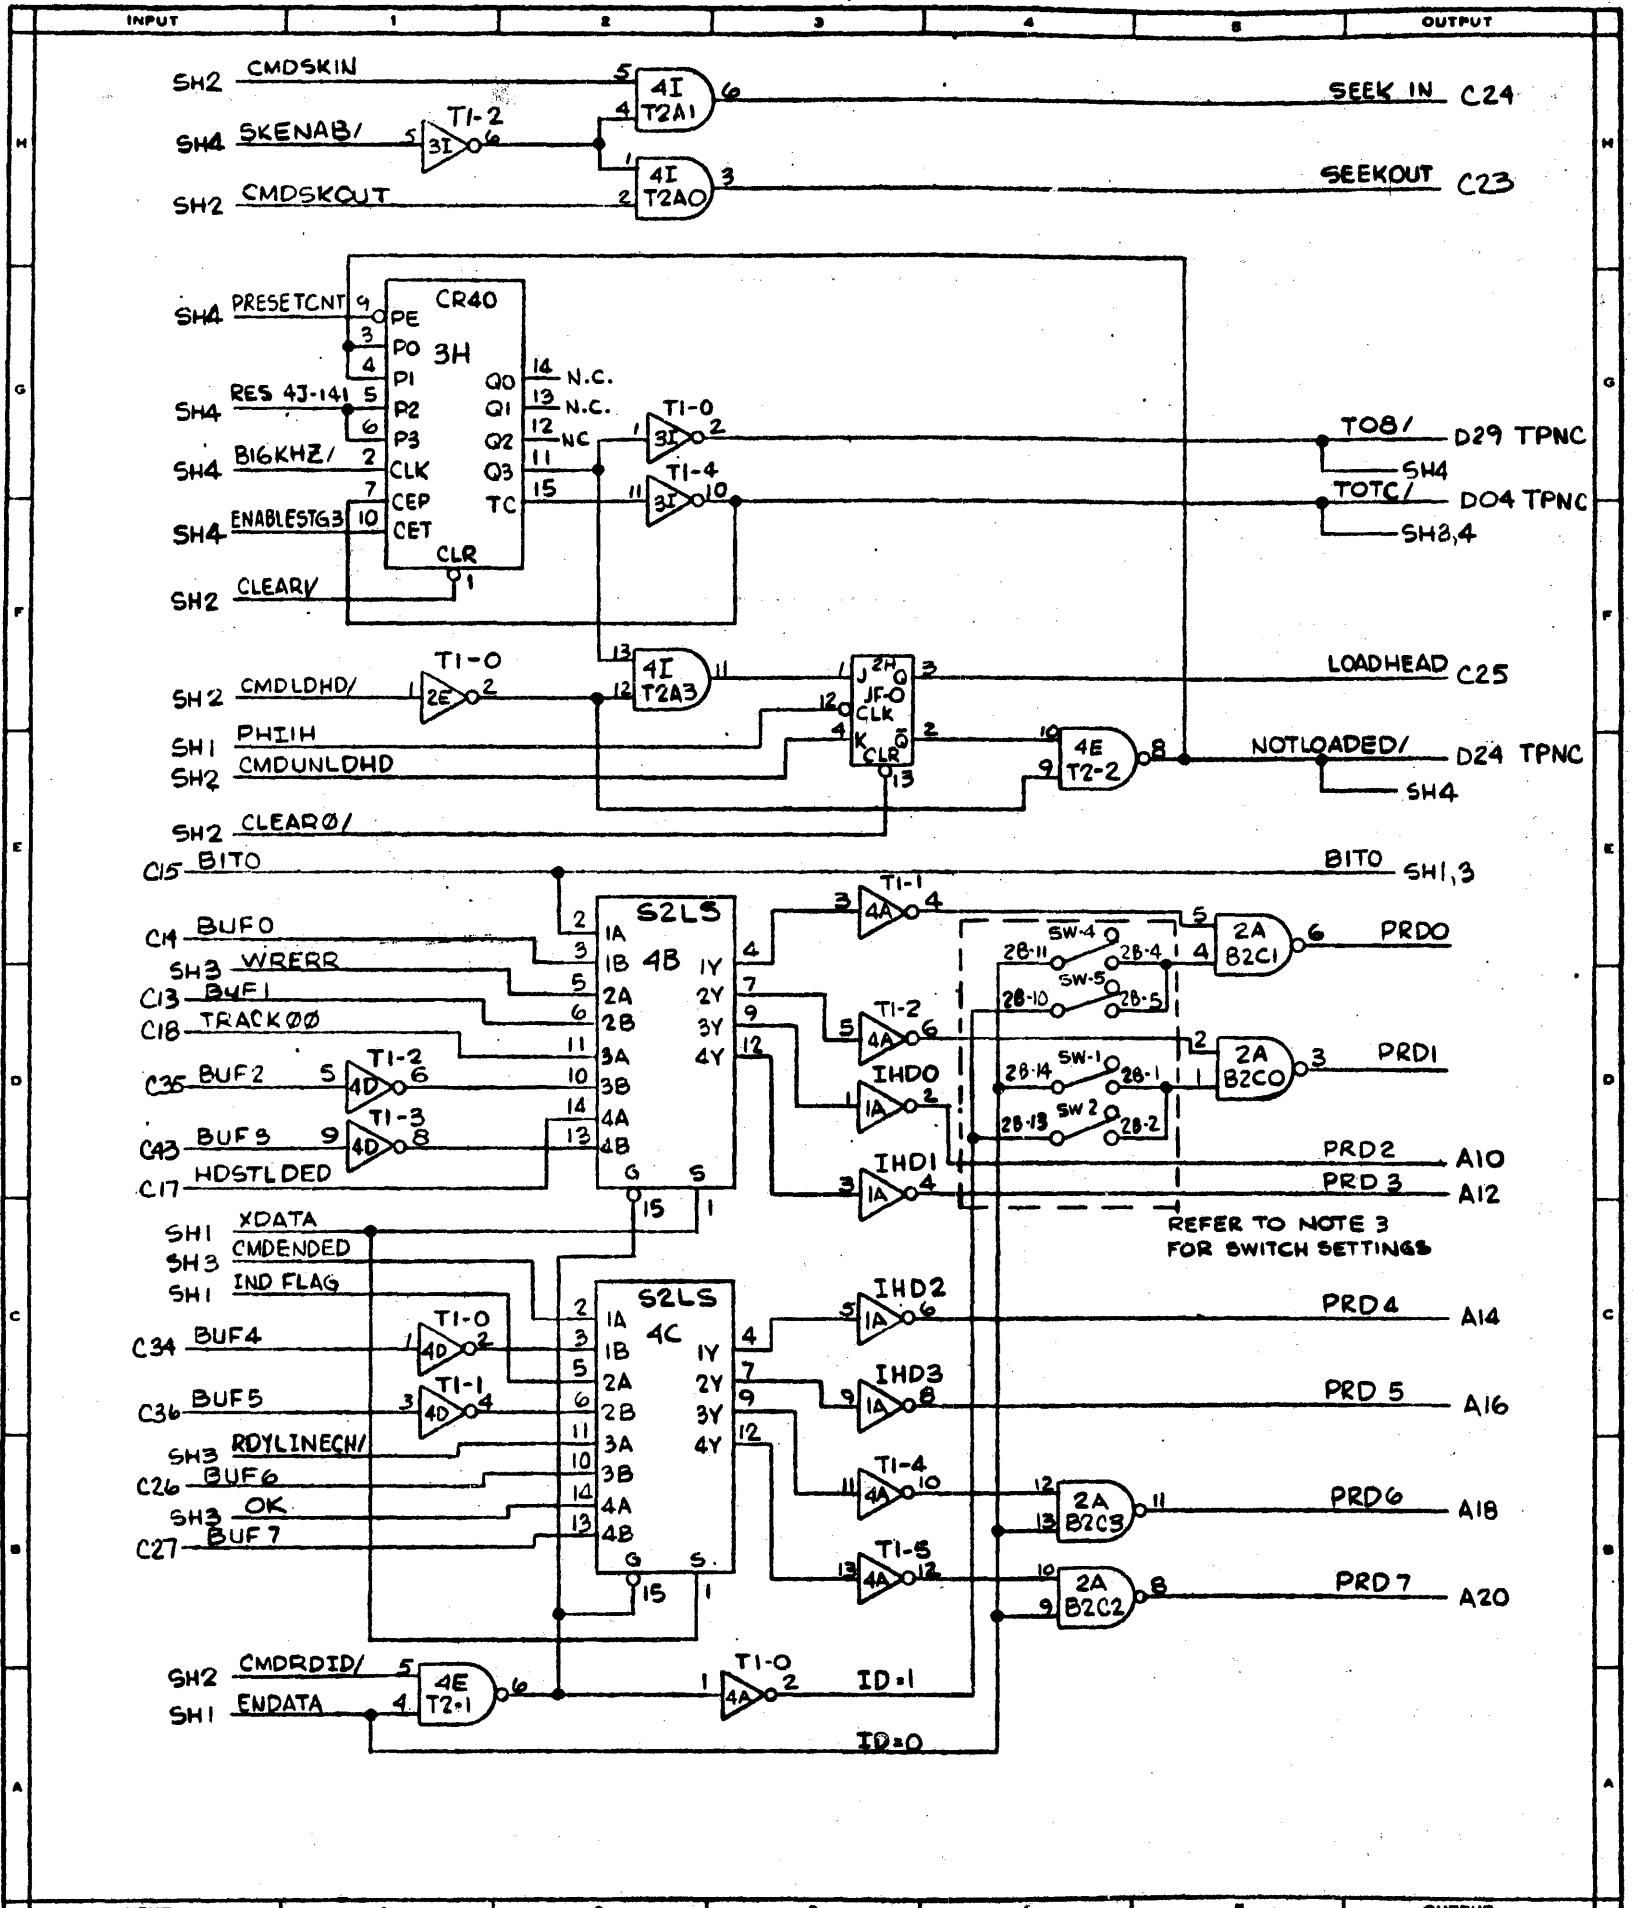 INPUT 1 2 3 4 5 OUTPUT
SH2 CMDSKIN 5 4I T2A1 6 SEEK IN C24
4
T1-2
H SH4 SKENAB/ 5 3I 6 H
1 4I T2A0 3 SEEKOUT C23
SH2 CMDSKOUT 2
CR40
3H
SH4 PRESETCNT 9 PE
3 P0
4 P1 Q0 14 N.C.
G SH4 RES 4J-14 5 P2 Q1 13 N.C. G
6 P3 Q2 12 NC
T1-0
1 3I 2 TO8/ D29 TPNC
SH4
SH4 B16KHZ/ 2 CLK Q3 11
T1-4
7 CEP TC 15 11 3I 10 TOTC/ D04 TPNC
SH3,4
SH4 ENABLESTG3 10 CET
CLR
1
SH2 CLEAR1/
F F
T1-0
SH2 CMDLDHD/ 1 2E 2
13 4I T2A3 11
12
1 J 2H Q 3 LOADHEAD C25
JF-0
12 CLK
4 K Q 2
CLR
13
SH1 PHI1H
SH2 CMDUNLDHD
10 4E T2-2 8 NOTLOADED/ D24 TPNC
9
SH4
SH2 CLEARØ/
E E
C15 BIT0 BIT0 SH1,3
S2LS
4B
C14 BUF0
SH3 WRERR
C13 BUF1
C18 TRACKØØ
T1-2
C35 BUF2 5 4D 6
T1-3
C43 BUF3 9 4D 8
C17 HDSTLDED
2 1A
3 1B 1Y 4
5 2A 2Y 7
6 2B 3Y 9
11 3A 4Y 12
10 3B
14 4A
13 4B
G S
15 1
T1-1
3 4A 4
T1-2
5 4A 6
IHD0
1 1A 2
IHD1
3 1A 4
SW-4
2B-11 2B-4
SW-5
2B-10 2B-5
SW-1
2B-14 2B-1
SW2
2B-13 2B-2
5 2A B2C1 6 PRD0
4
2 2A B2C0 3 PRD1
1
D D
PRD2 A10
PRD 3 A12
REFER TO NOTE 3
FOR SWITCH SETTINGS
SH1 XDATA
SH3 CMDENDED
SH1 IND FLAG
C C
T1-0
C34 BUF4 1 4D 2
T1-1
C36 BUF5 3 4D 4
SH3 RDYLINECH/
C26 BUF6
SH3 OK
C27 BUF7
S2LS
4C
2 1A
3 1B 1Y 4
5 2A 2Y 7
6 2B 3Y 9
11 3A 4Y 12
10 3B
14 4A
13 4B
G S
15 1
IHD2
5 1A 6 PRD4 A14
IHD3
9 1A 8 PRD 5 A16
T1-4
11 4A 10 12 2A B2C3 11 PRD6 A18
13
B B
T1-5
13 4A 12 10 2A B2C2 8 PRD7 A20
9
SH2 CMDRDID/ 5 4E T2-1 6
SH1 ENDATA 4
T1-0
1 4A 2 ID=1
ID=0
A A